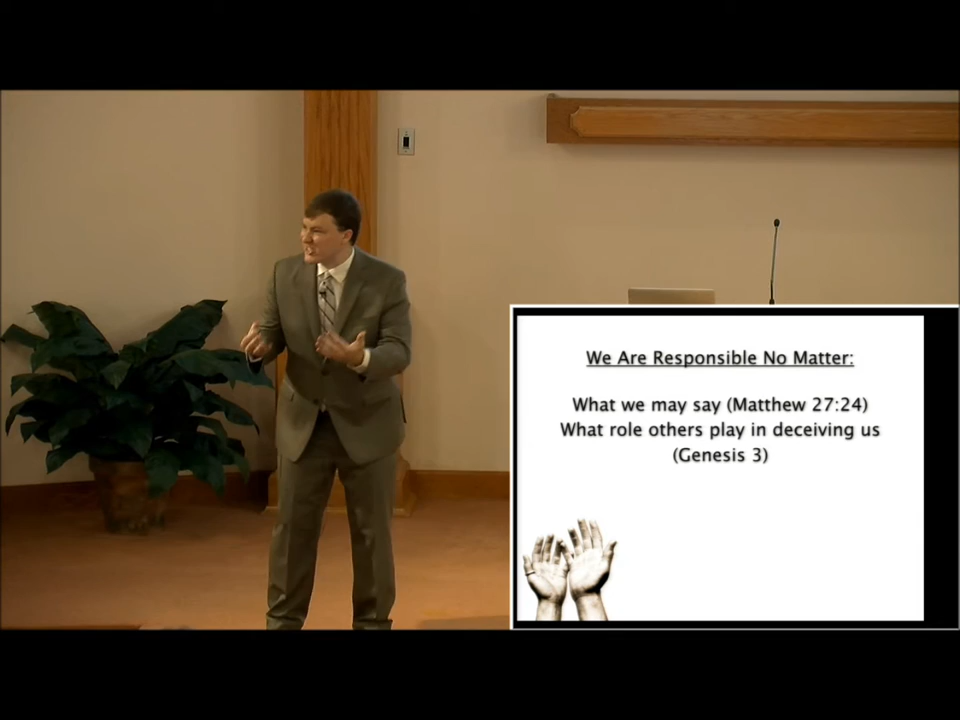 We Are Responsible No Matter:
What we may say (Matthew 27:24)
What role others play in deceiving us
(Genesis 3)